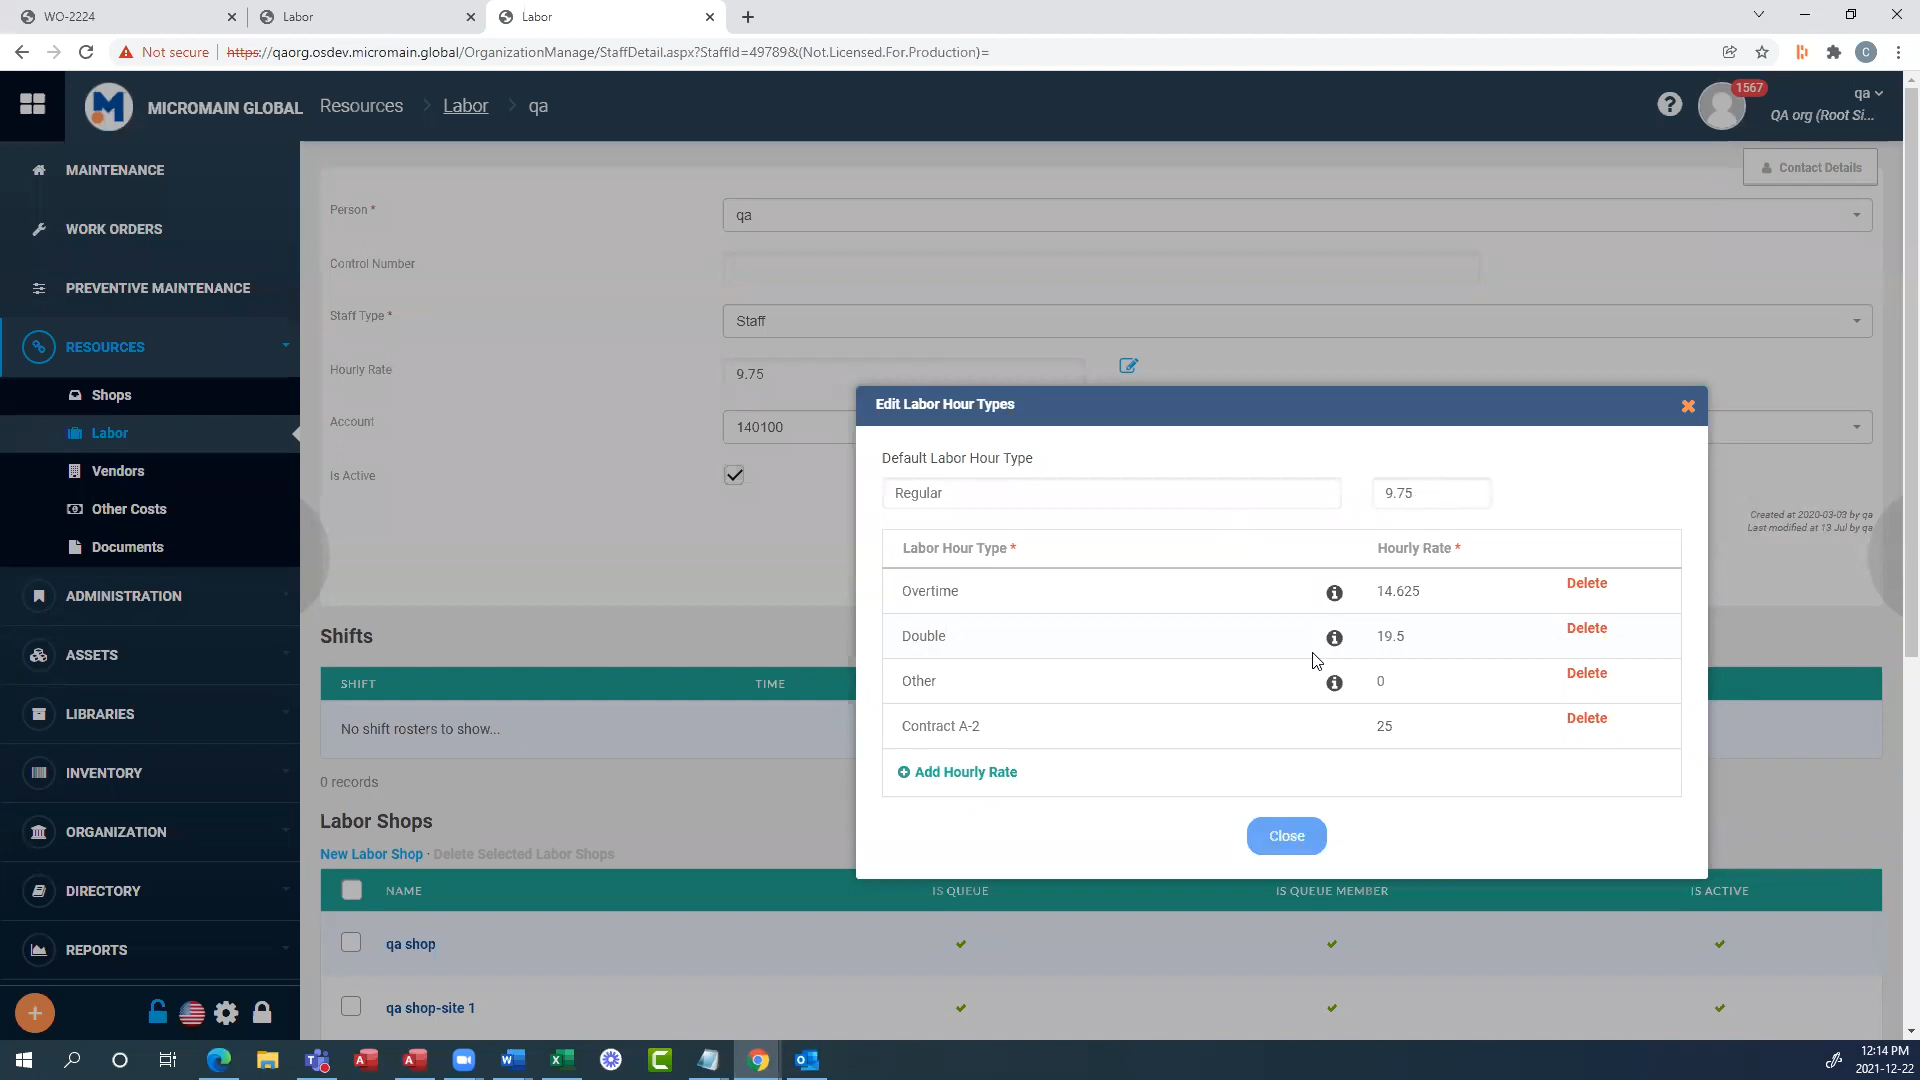 WO-2224
Labor
Labor
Not secure
https://qaorg.osdev.micromain.global/OrganizationManage/StaffDetail.aspx?StaffId=49789&(Not.Licensed.For.Production)=
C
MICROMAIN GLOBAL
Resources > Labor > qa
?
1567
qa
QA org (Root Si...
MAINTENANCE
WORK ORDERS
PREVENTIVE MAINTENANCE
RESOURCES
Shops
Labor
Vendors
Other Costs
Documents
ADMINISTRATION
ASSETS
LIBRARIES
INVENTORY
ORGANIZATION
DIRECTORY
REPORTS
Contact Details
Person *
qa
Control Number
Staff Type *
Staff
Hourly Rate
9.75
Account
140100
Is Active
Created at 2020-03-03 by qa
Last modified at 13 Jul by qa
Edit Labor Hour Types
Default Labor Hour Type
Regular
9.75
Labor Hour Type *
Hourly Rate *
Overtime
14.625
Delete
Double
19.5
Delete
Other
0
Delete
Contract A-2
25
Delete
Add Hourly Rate
Close
Shifts
SHIFT
TIME
No shift rosters to show...
0 records
Labor Shops
New Labor Shop · Delete Selected Labor Shops
NAME
IS QUEUE
IS QUEUE MEMBER
IS ACTIVE
qa shop
qa shop-site 1
12:14 PM
2021-12-22